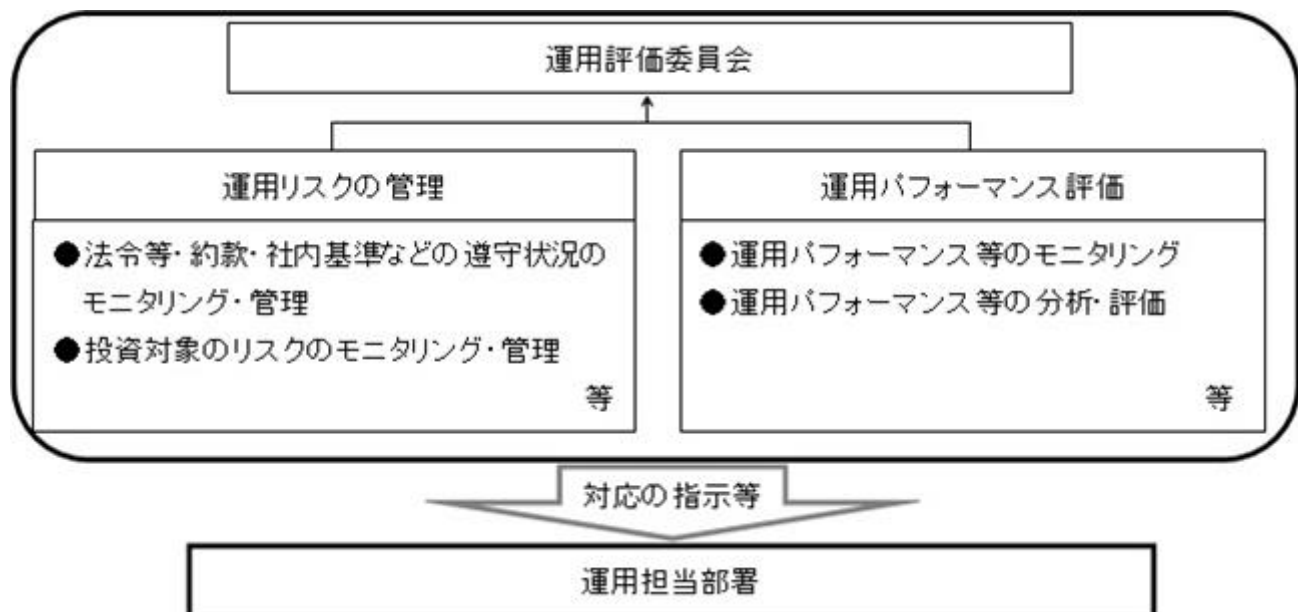 運用評価委員会
運用リスクの管理
●法令等・約款・社内基準などの遵守状況の
モニタリング・管理
●投資対象のリスクのモニタリング・管理
等
運用パフォーマンス評価
●運用パフォーマンス等のモニタリング
●運用パフォーマンス等の分析・評価
等
対応の指示等
運用担当部署